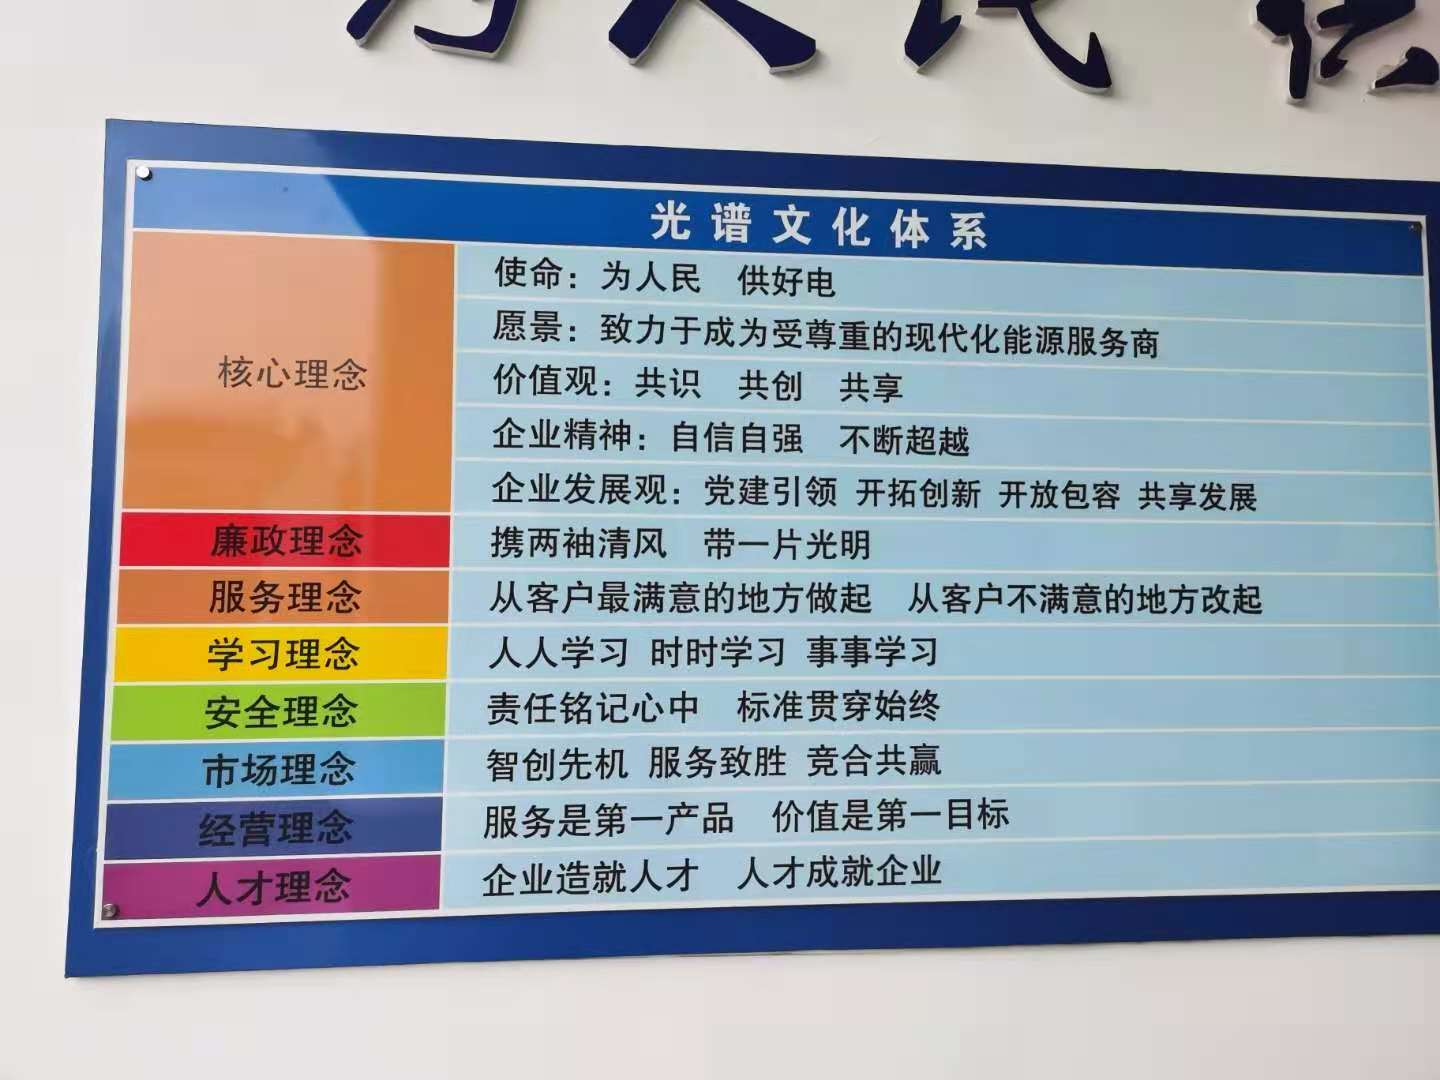 为人民
光谱文化体系
核心理念
使命：为人民 供好电
愿景：致力于成为受尊重的现代化能源服务商
价值观：共识 共创 共享
企业精神：自信自强 不断超越
企业发展观：党建引领 开拓创新 开放包容 共享发展
廉政理念 携两袖清风 带一片光明
服务理念 从客户最满意的地方做起 从客户不满意的地方改起
学习理念 人人学习 时时学习 事事学习
安全理念 责任铭记心中 标准贯穿始终
市场理念 智创先机 服务致胜 竞合共赢
经营理念 服务是第一产品 价值是第一目标
人才理念 企业造就人才 人才成就企业